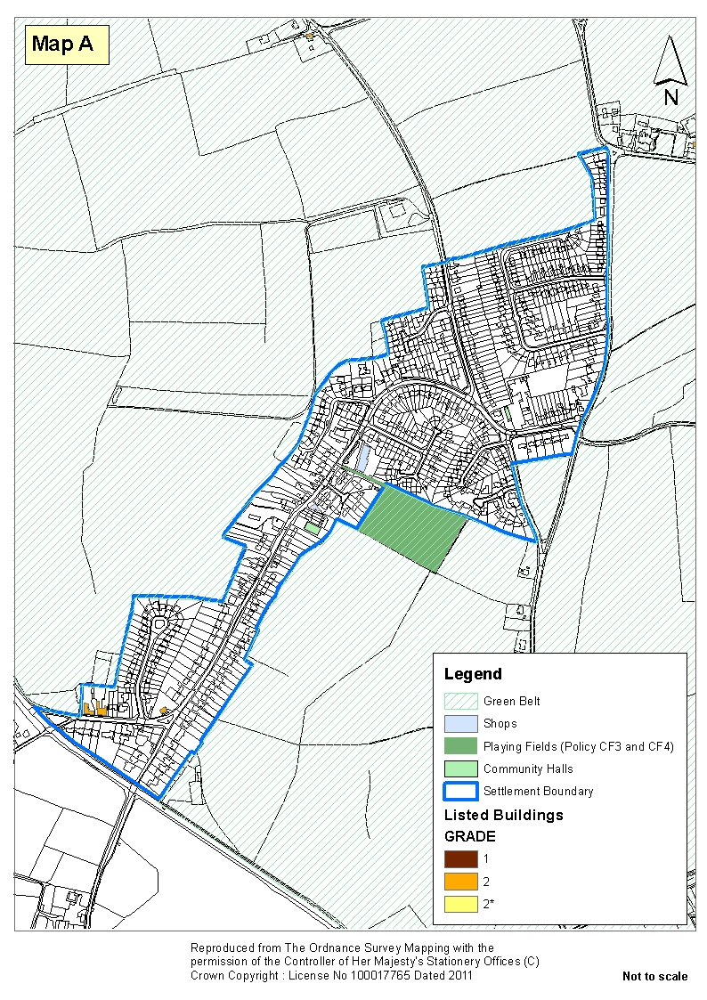 Map A
N
Legend
Green Belt
Shops
Playing Fields (Policy CF3 and CF4)
Community Halls
Settlement Boundary
Listed Buildings
GRADE
1
2
2*
Reproduced from The Ordnance Survey Mapping with the
permission of the Controller of Her Majesty's Stationery Offices (C)
Crown Copyright : License No 100017765 Dated 2011
Not to scale